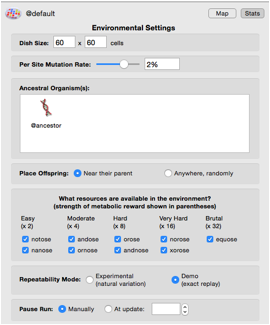 @default
Map Stats
Environmental Settings
Dish Size: 60 x 60 cells
Per Site Mutation Rate: 2%
Ancestral Organism(s):
@ancestor
Place Offspring: Near their parent Anywhere, randomly
What resources are available in the environment?
(strength of metabolic reward shown in parentheses)
Easy Moderate Hard Very Hard Brutal
(x 2) (x 4) (x 8) (x 16) (x 32)
notose andose orose norose equose
nanose ornose andnose xorose
Repeatability Mode: Experimental (natural variation) Demo (exact replay)
Pause Run: Manually At update: